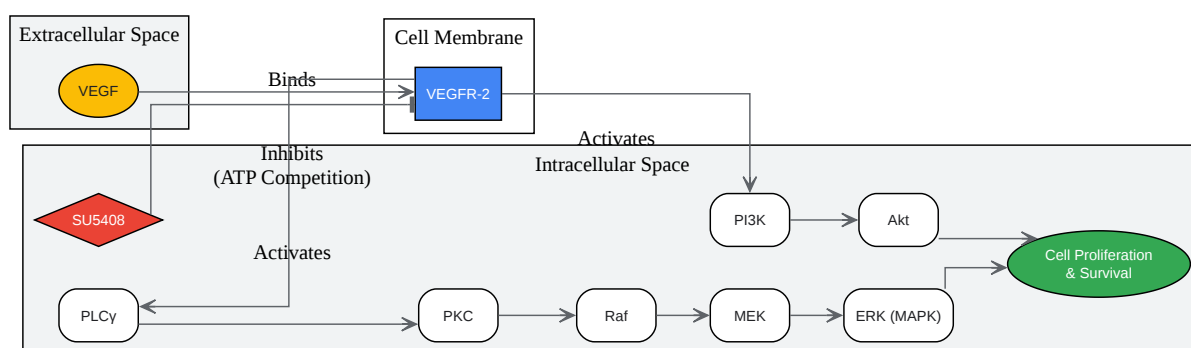 Extracellular Space
Cell Membrane
VEGF
Binds
VEGFR-2
Activates
Inhibits
(ATP Competition)
Intracellular Space
SU5408
PI3K
Akt
Activates
Cell Proliferation
& Survival
PLCγ
PKC
Raf
MEK
ERK (MAPK)